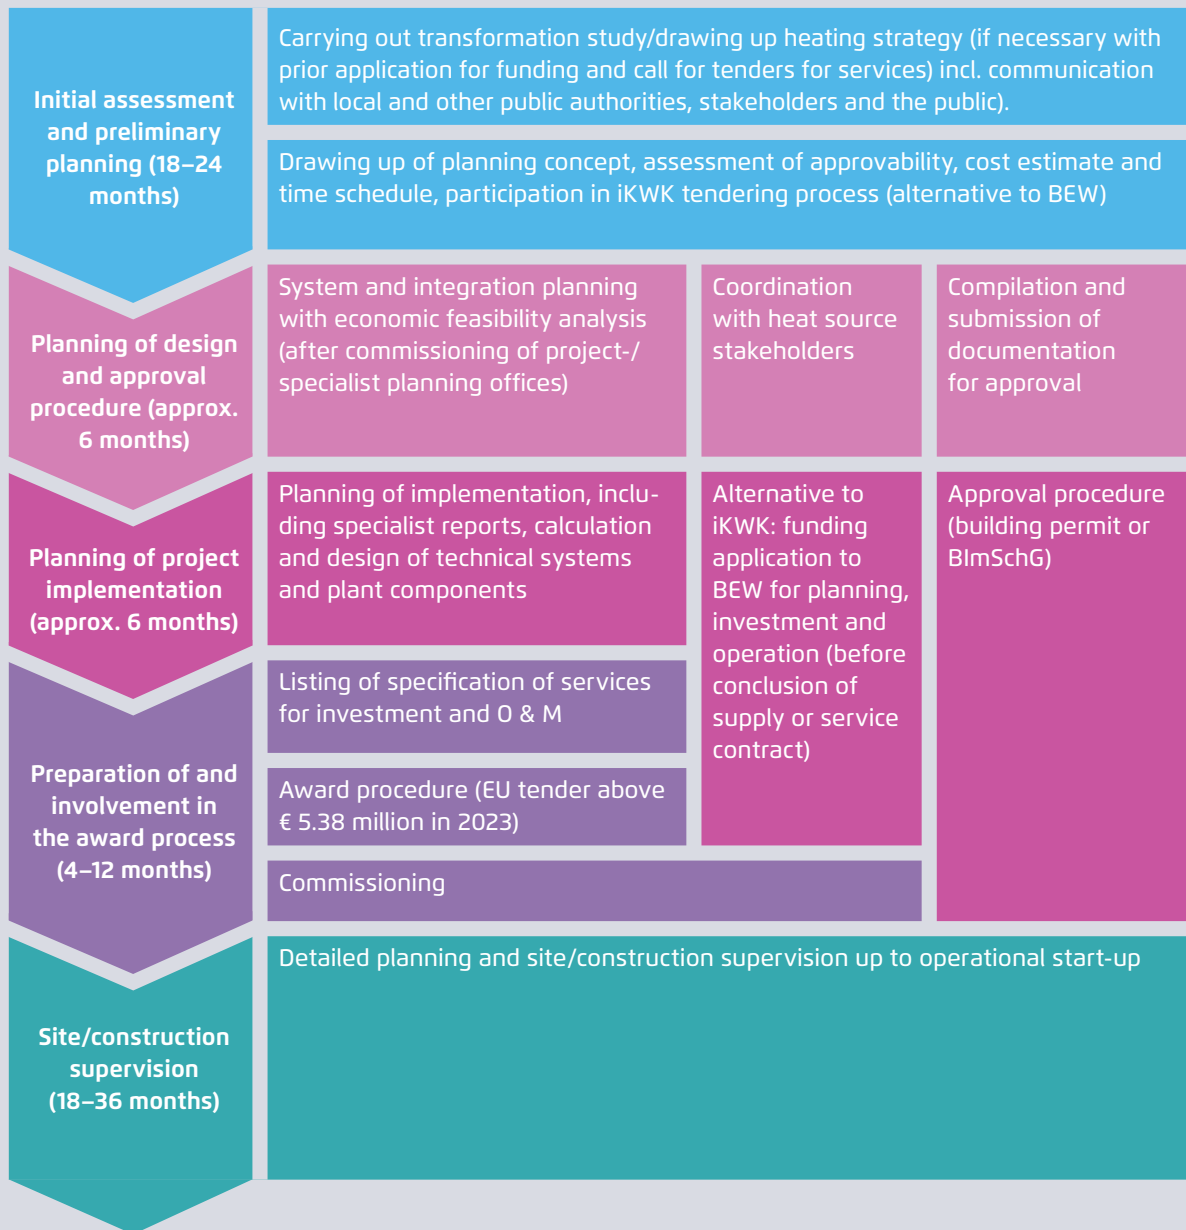 Initial assessment
and preliminary
planning (18–24
months)
Carrying out transformation study/drawing up heating strategy (if necessary with
prior application for funding and call for tenders for services) incl. communication
with local and other public authorities, stakeholders and the public).
Drawing up of planning concept, assessment of approvability, cost estimate and
time schedule, participation in iKWK tendering process (alternative to BEW)
Planning of design
and approval
procedure (approx.
6 months)
System and integration planning
with economic feasibility analysis
(after commissioning of project-/
specialist planning offices)
Coordination
with heat source
stakeholders
Compilation and
submission of
documentation
for approval
Planning of project
implementation
(approx. 6 months)
Planning of implementation, inclu-
ding specialist reports, calculation
and design of technical systems
and plant components
Alternative to
iKWK: funding
application to
BEW for planning,
investment and
operation (before
conclusion of
supply or service
contract)
Approval procedure
(building permit or
BImSchG)
Preparation of and
involvement in
the award process
(4–12 months)
Listing of specification of services
for investment and O & M
Award procedure (EU tender above
€ 5.38 million in 2023)
Commissioning
Site/construction
supervision
(18–36 months)
Detailed planning and site/construction supervision up to operational start-up